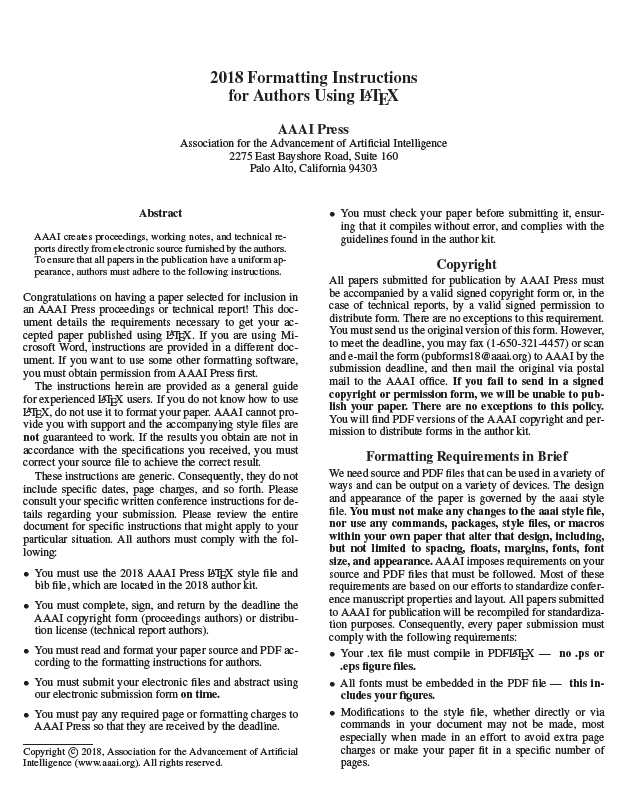 2018 Formatting Instructions
for Authors Using LATEX
AAAI Press
Association for the Advancement of Artificial Intelligence
2275 East Bayshore Road, Suite 160
Palo Alto, California 94303
Abstract
AAAI creates proceedings, working notes, and technical re-
ports directly from electronic source furnished by the authors.
To ensure that all papers in the publication have a uniform ap-
pearance, authors must adhere to the following instructions.
Congratulations on having a paper selected for inclusion in
an AAAI Press proceedings or technical report! This doc-
ument details the requirements necessary to get your ac-
cepted paper published using LATEX. If you are using Mi-
crosoft Word, instructions are provided in a different doc-
ument. If you want to use some other formatting software,
you must obtain permission from AAAI Press first.
The instructions herein are provided as a general guide
for experienced LATEX users. If you do not know how to use
LATEX, do not use it to format your paper. AAAI cannot pro-
vide you with support and the accompanying style files are
not guaranteed to work. If the results you obtain are not in
accordance with the specifications you received, you must
correct your source file to achieve the correct result.
These instructions are generic. Consequently, they do not
include specific dates, page charges, and so forth. Please
consult your specific written conference instructions for de-
tails regarding your submission. Please review the entire
document for specific instructions that might apply to your
particular situation. All authors must comply with the fol-
lowing:
• You must use the 2018 AAAI Press LATEX style file and
bib file, which are located in the 2018 author kit.
• You must complete, sign, and return by the deadline the
AAAI copyright form (proceedings authors) or distribu-
tion license (technical report authors).
• You must read and format your paper source and PDF ac-
cording to the formatting instructions for authors.
• You must submit your electronic files and abstract using
our electronic submission form on time.
• You must pay any required page or formatting charges to
AAAI Press so that they are received by the deadline.
Copyright © 2018, Association for the Advancement of Artificial
Intelligence (www.aaai.org). All rights reserved.
• You must check your paper before submitting it, ensur-
ing that it compiles without error, and complies with the
guidelines found in the author kit.
Copyright
All papers submitted for publication by AAAI Press must
be accompanied by a valid signed copyright form or, in the
case of technical reports, by a valid signed permission to
distribute form. There are no exceptions to this requirement.
You must send us the original version of this form. However,
to meet the deadline, you may fax (1-650-321-4457) or scan
and e-mail the form (pubforms18@aaai.org) to AAAI by the
submission deadline, and then mail the original via postal
mail to the AAAI office. If you fail to send in a signed
copyright or permission form, we will be unable to pub-
lish your paper. There are no exceptions to this policy.
You will find PDF versions of the AAAI copyright and per-
mission to distribute forms in the author kit.
Formatting Requirements in Brief
We need source and PDF files that can be used in a variety of
ways and can be output on a variety of devices. The design
and appearance of the paper is governed by the aaai style
file. You must not make any changes to the aaai style file,
nor use any commands, packages, style files, or macros
within your own paper that alter that design, including,
but not limited to spacing, floats, margins, fonts, font
size, and appearance. AAAI imposes requirements on your
source and PDF files that must be followed. Most of these
requirements are based on our efforts to standardize confer-
ence manuscript properties and layout. All papers submitted
to AAAI for publication will be recompiled for standardiza-
tion purposes. Consequently, every paper submission must
comply with the following requirements:
• Your .tex file must compile in PDFLATEX — no .ps or
.eps figure files.
• All fonts must be embedded in the PDF file — this in-
cludes your figures.
• Modifications to the style file, whether directly or via
commands in your document may not be made, most
especially when made in an effort to avoid extra page
charges or make your paper fit in a specific number of
pages.